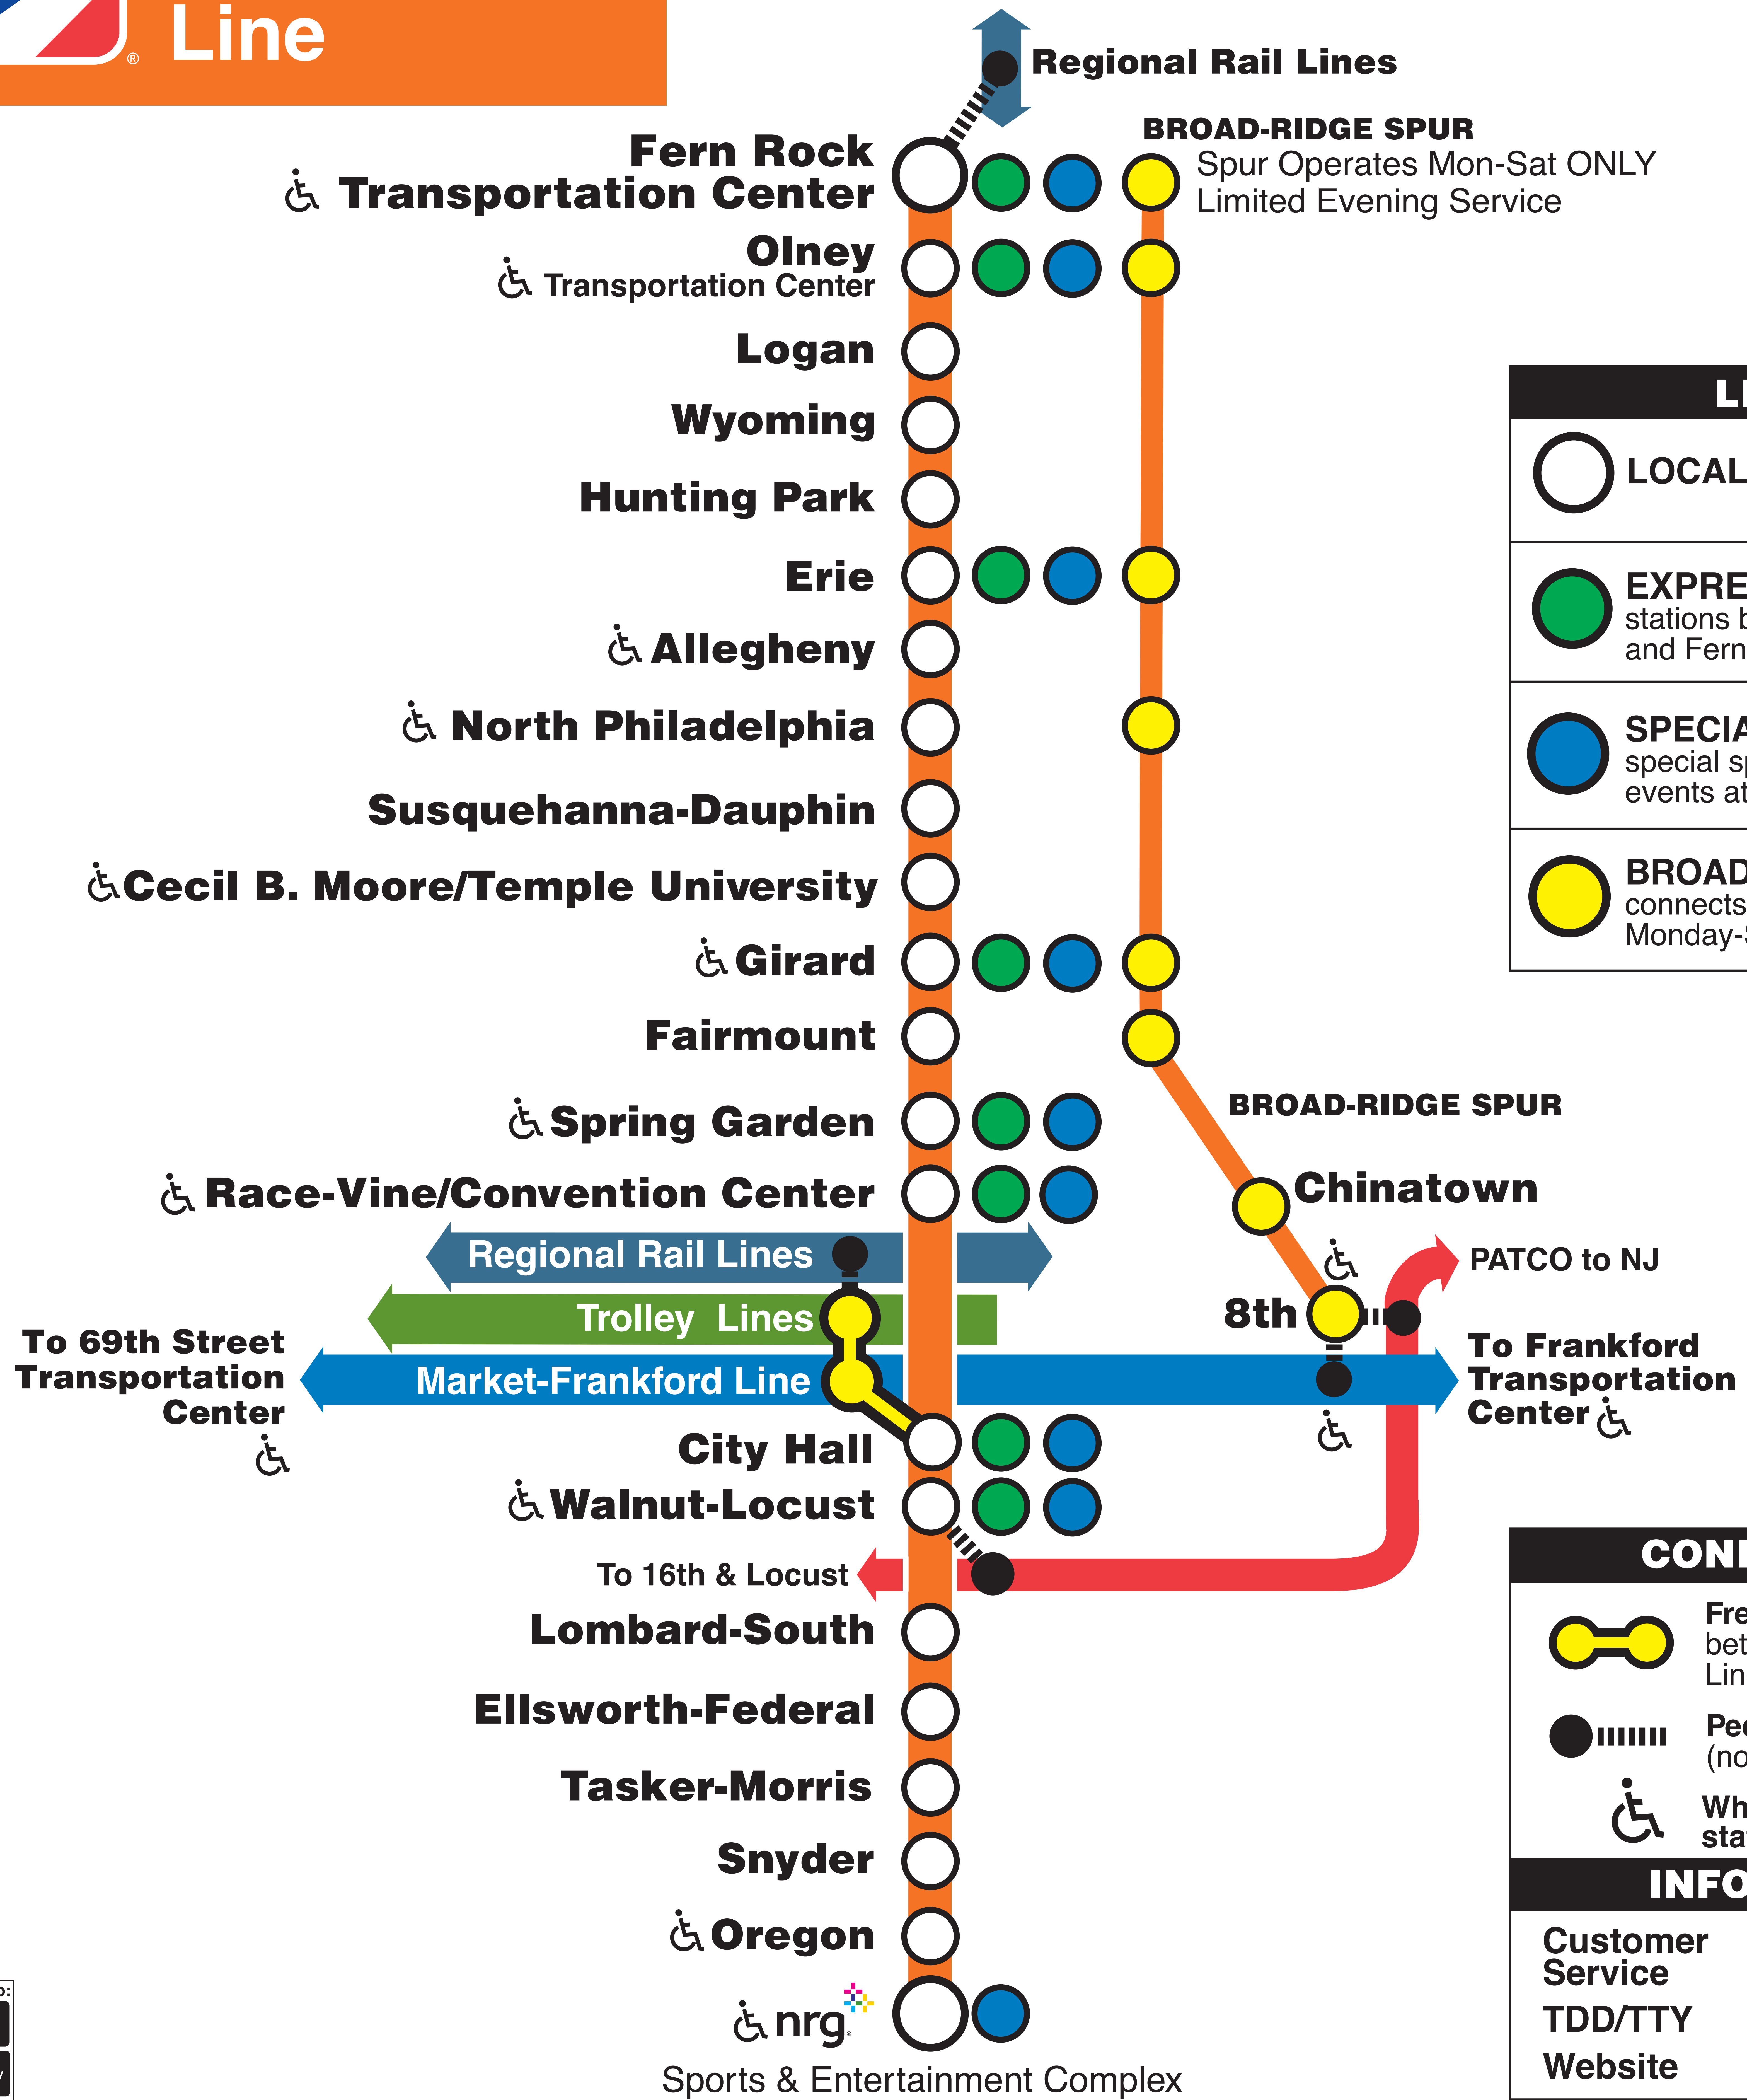 Line
®
Regional Rail Lines
BROAD-RIDGE SPUR
Spur Operates Mon-Sat ONLY
Limited Evening Service
Fern Rock
Transportation Center
Olney
Transportation Center
Logan
Wyoming
Hunting Park
Erie
Allegheny
North Philadelphia
Susquehanna-Dauphin
Cecil B. Moore/Temple University
Girard
Fairmount
Spring Garden
BROAD-RIDGE SPUR
Race-Vine/Convention Center
Chinatown
Regional Rail Lines
PATCO to NJ
Trolley Lines
8th
To 69th Street
Transportation
Center
Market-Frankford Line
To Frankford
Transportation
Center
City Hall
Walnut-Locust
To 16th & Locust
Lombard-South
Ellsworth-Federal
Tasker-Morris
Snyder
Oregon
nrg
Sports & Entertainment Complex
LOCAL
stations
and Fern
special
events at
BROAD
connects
Customer
Service
TDD/TTY
Website